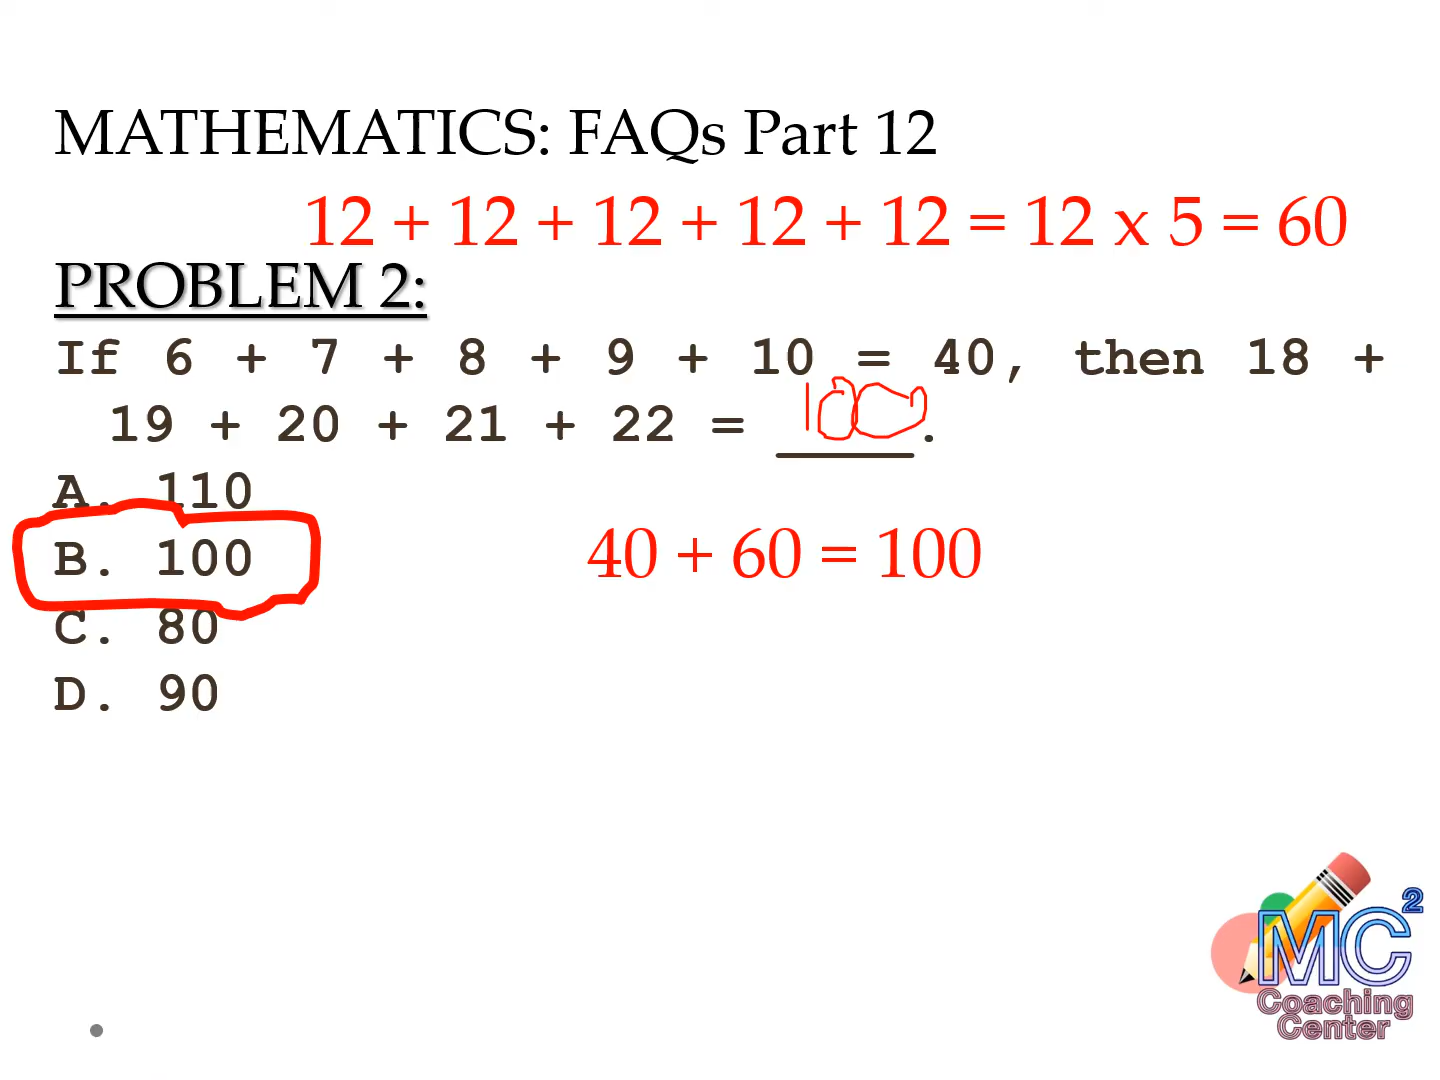 MATHEMATICS: FAQs Part 12
12 + 12 + 12 + 12 + 12 = 12 x 5 = 60
PROBLEM 2:
If 6 + 7 + 8 + 9 + 10 = 40, then 18 +
19 + 20 + 21 + 22 = 100.
A. 110
B. 100
40 + 60 = 100
C. 80
D. 90
MC²
Coaching
Center